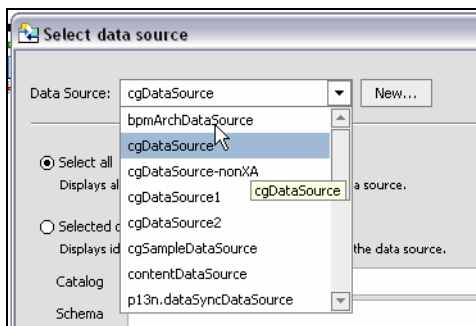 Select data source
Data Source: cgDataSource New...
bpmArchDataSource
cgDataSource
Select all
cgDataSource-nonXA
Displays al a source.
cgDataSource
cgDataSource1
Selected
cgDataSource2
Displays id the data source.
cgSampleDataSource
Catalog
contentDataSource
p13n.dataSyncDataSource
Schema